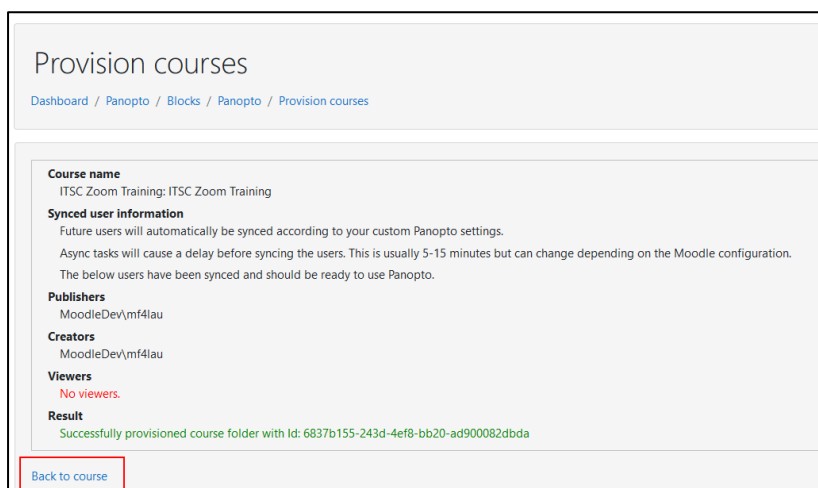 Provision courses
Dashboard / Panopto / Blocks / Panopto / Provision courses
Course name
ITSC Zoom Training: ITSC Zoom Training
Synced user information
Future users will automatically be synced according to your custom Panopto settings.
Async tasks will cause a delay before syncing the users. This is usually 5-15 minutes but can change depending on the Moodle configuration.
The below users have been synced and should be ready to use Panopto.
Publishers
MoodleDev\mf4lau
Creators
MoodleDev\mf4lau
Viewers
No viewers.
Result
Successfully provisioned course folder with Id: 6837b155-243d-4ef8-bb20-ad900082dbda
Back to course